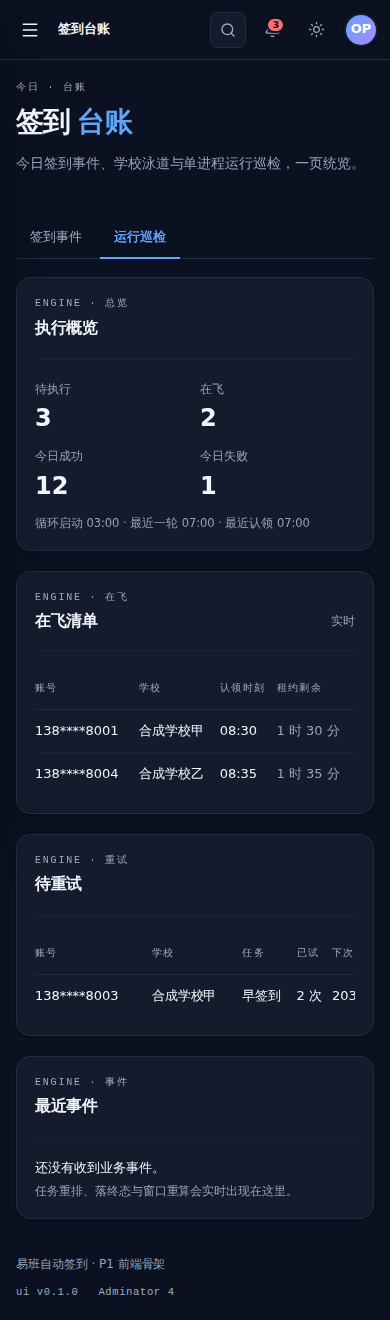 签到台账
3
OP
今日 · 台账
签到 台账
今日签到事件、学校泳道与单进程运行巡检，一页统览。
签到事件 运行巡检
ENGINE · 总览
执行概览
待执行 在飞
3 2
今日成功 今日失败
12 1
循环启动 03:00 · 最近一轮 07:00 · 最近认领 07:00
ENGINE · 在飞
在飞清单 实时
账号 学校 认领时刻 租约剩余
138****8001 合成学校甲 08:30 1 时 30 分
138****8004 合成学校乙 08:35 1 时 35 分
ENGINE · 重试
待重试
账号 学校 任务 已试 下次
138****8003 合成学校甲 早签到 2 次 203
ENGINE · 事件
最近事件
还没有收到业务事件。
任务重排、落终态与窗口重算会实时出现在这里。
易班自动签到 · P1 前端骨架
ui v0.1.0 Adminator 4